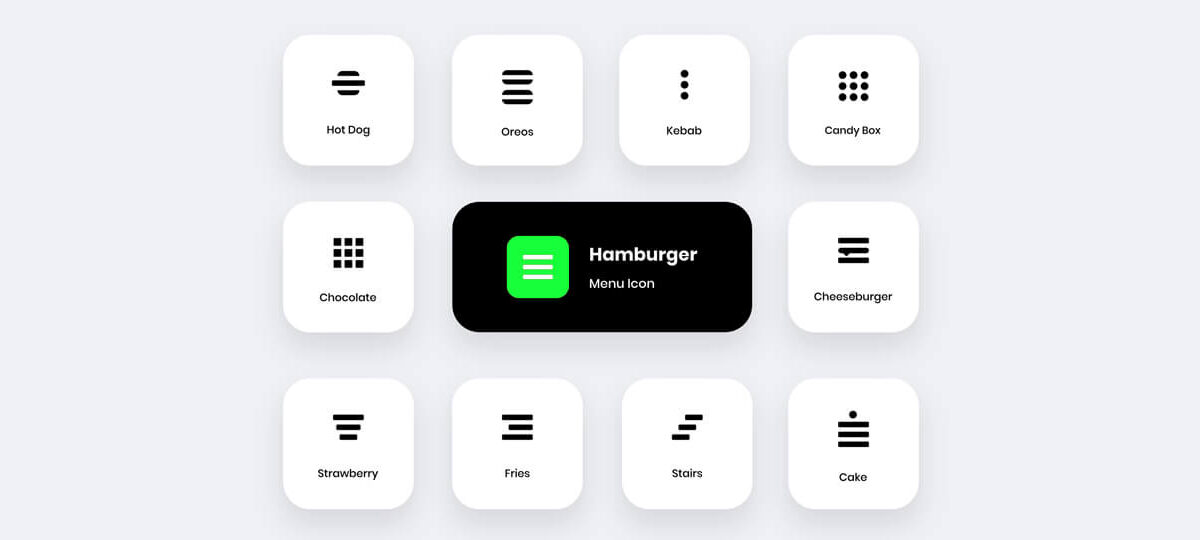 Hot Dog
Oreos
Kebab
Candy Box
Chocolate
Hamburger
Menu Icon
Cheeseburger
Strawberry
Fries
Stairs
Cake